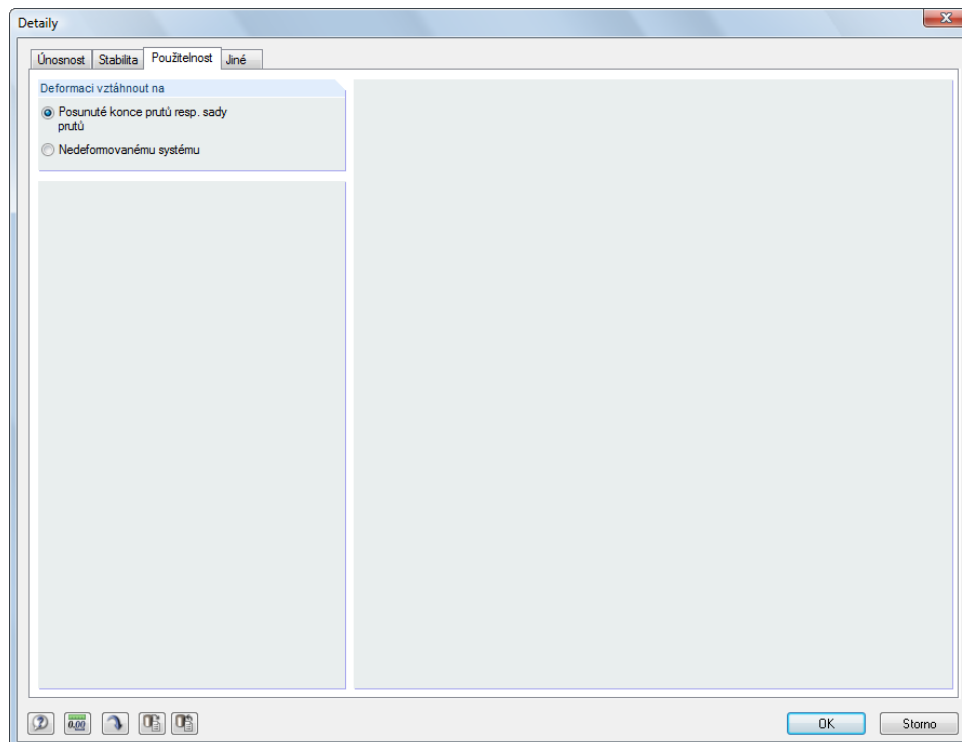 Detaily
Únosnost Stabilita Použitelnost Jiné
Deformaci vztáhnout na
Posunuté konce prutů resp. sady
prutů
Nedeformovanému systému
0,00
OK Storno